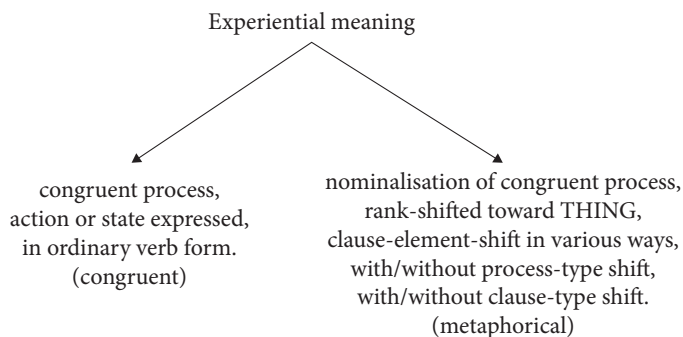 Experiential meaning
congruent process,
action or state expressed,
in ordinary verb form.
(congruent)
nominalisation of congruent process,
rank-shifted toward THING,
clause-element-shift in various ways,
with/without process-type shift,
with/without clause-type shift.
(metaphorical)